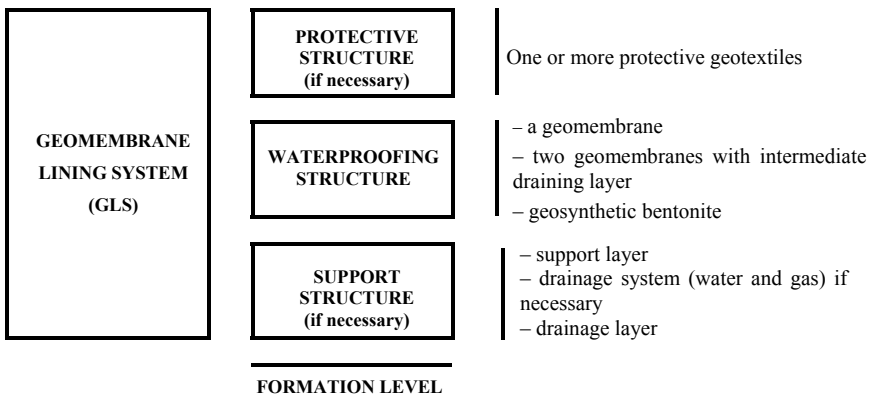 GEOMEMBRANE
LINING SYSTEM
(GLS)
PROTECTIVE
STRUCTURE
(if necessary)
One or more protective geotextiles
WATERPROOFING
STRUCTURE
– a geomembrane
– two geomembranes with intermediate
draining layer
– geosynthetic bentonite
SUPPORT
STRUCTURE
(if necessary)
– support layer
– drainage system (water and gas) if
necessary
– drainage layer
FORMATION LEVEL